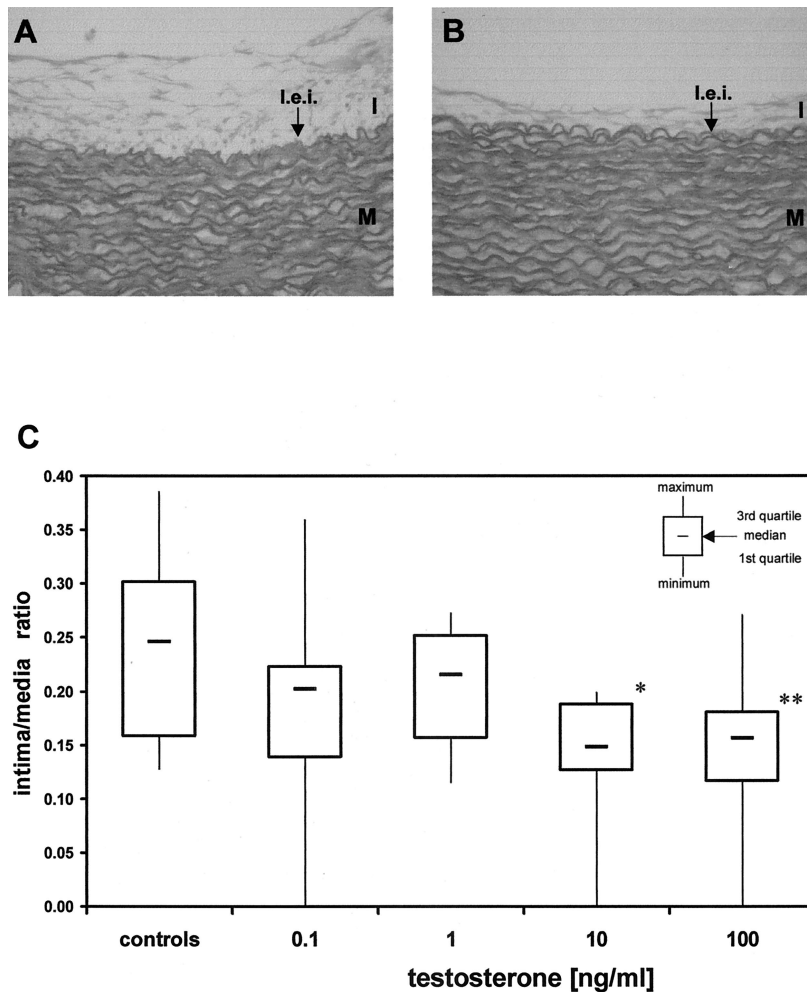 A
l.e.i.
I
M
B
l.e.i.
I
M
C
0.40
0.35
0.30
0.25
0.20
0.15
0.10
0.05
0.00
intima/media ratio
maximum
3rd quartile
median
1st quartile
minimum
*
**
controls
0.1
1
10
100
testosterone [ng/ml]